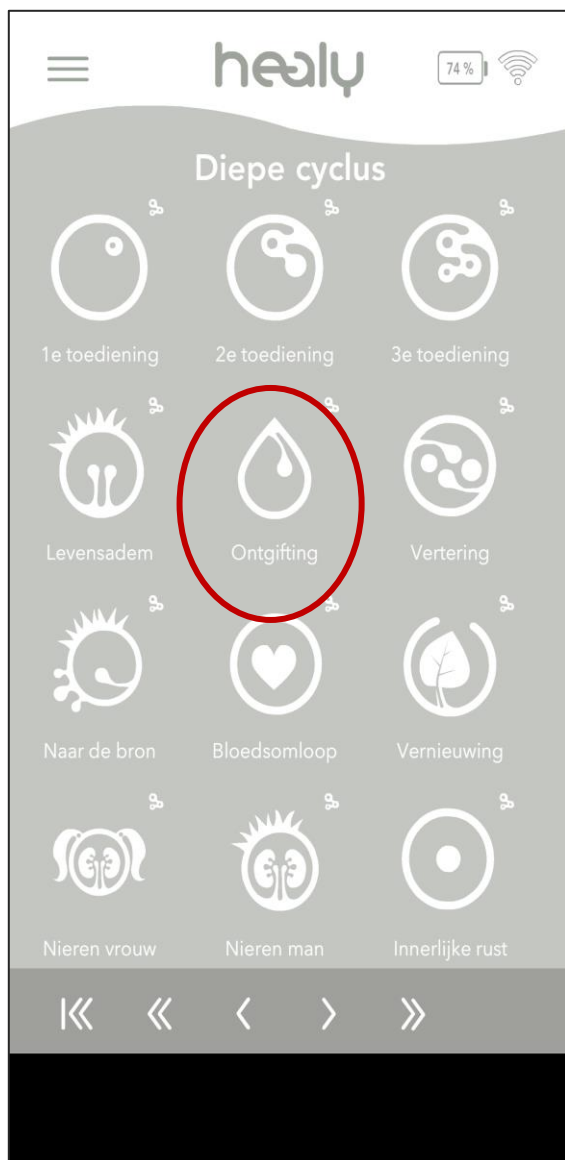 healy
74 %
Diepe cyclus
1e toediening 2e toediening 3e toediening
Levensadem Ontgifting Vertering
Naar de bron Bloedsomloop Vernieuwing
Nieren vrouw Nieren man Innerlijke rust